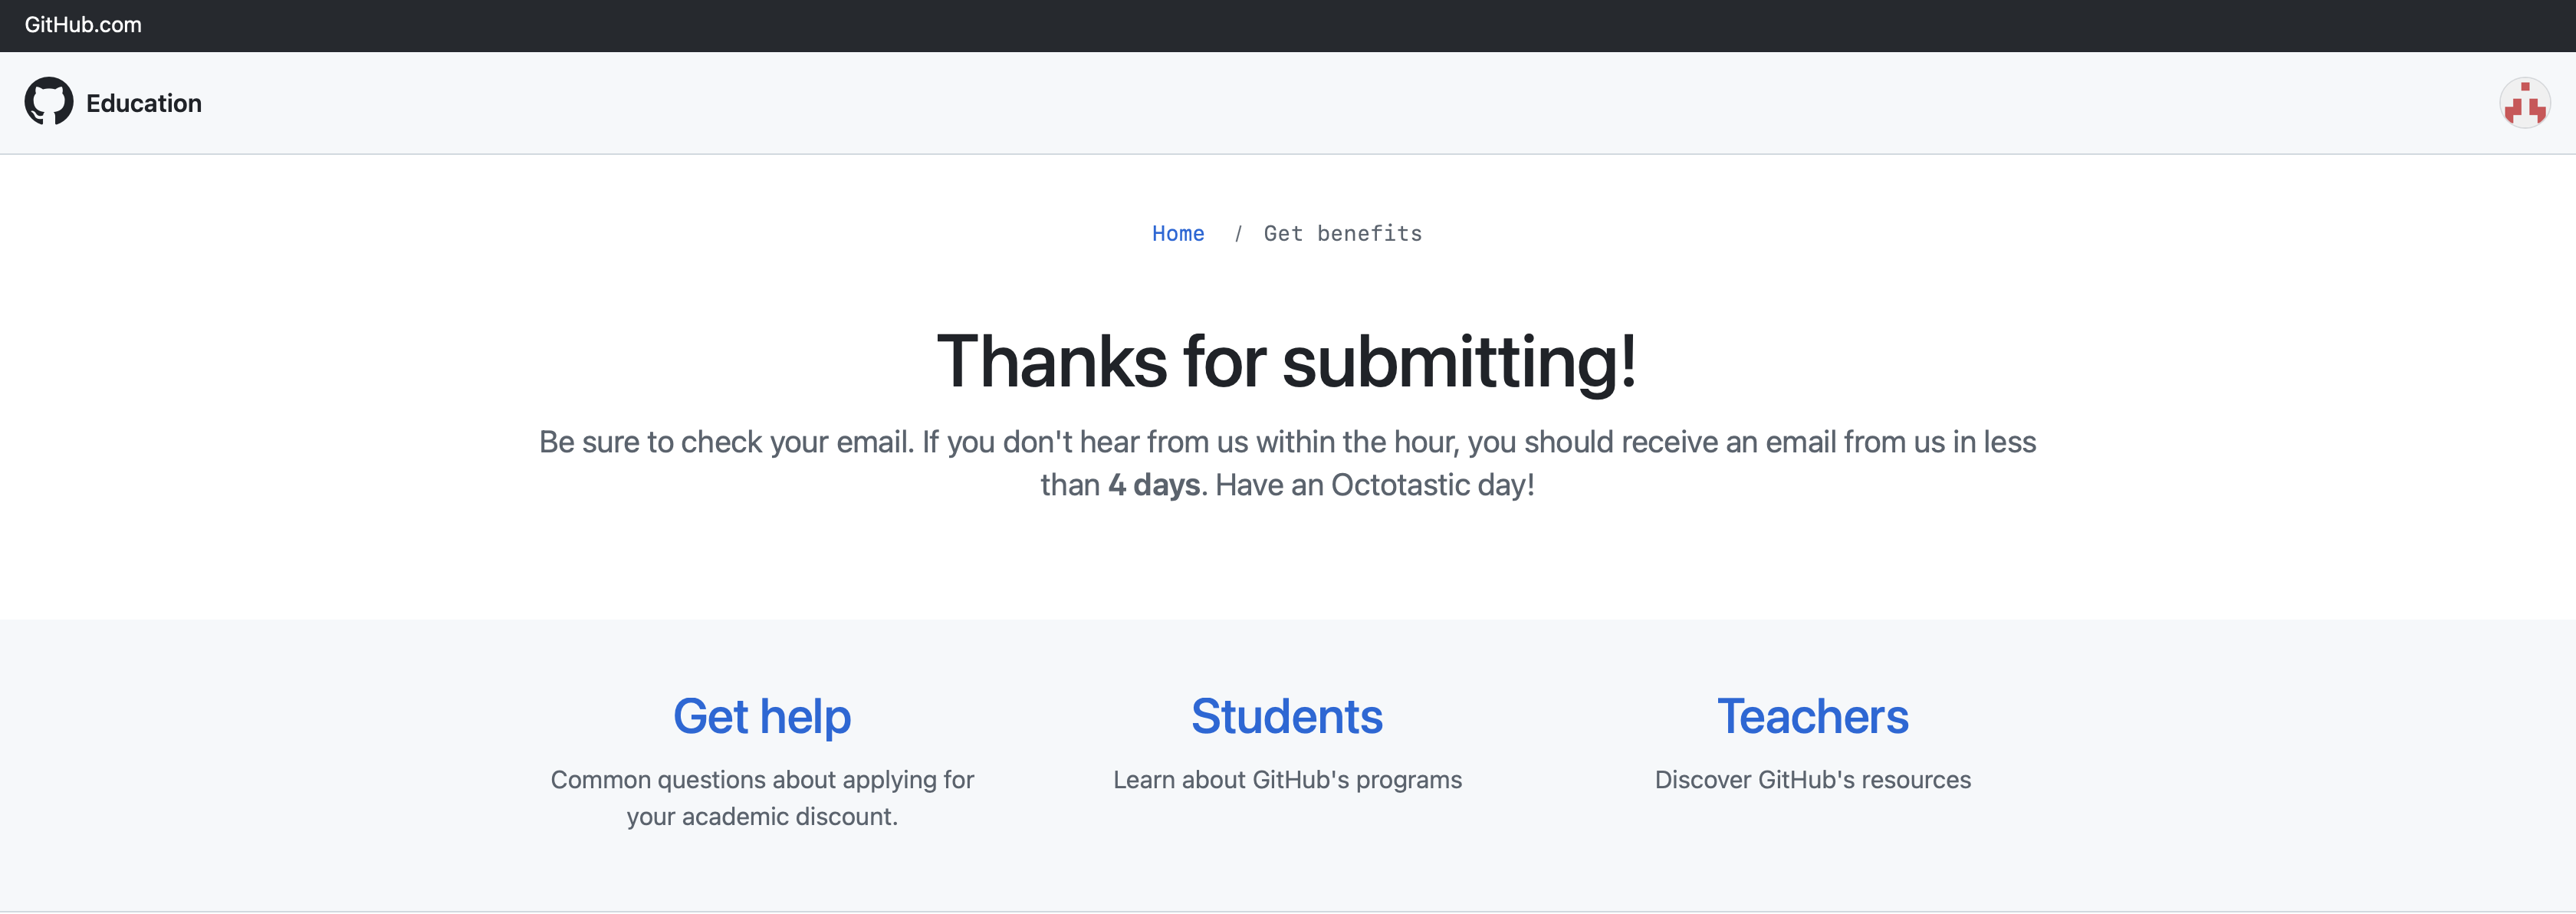 GitHub.com
Education
Home / Get benefits
Thanks for submitting!
Be sure to check your email. If you don't hear from us within the hour, you should receive an email from us in less
than 4 days. Have an Octotastic day!
Get help
Common questions about applying for
your academic discount.
Students
Learn about GitHub's programs
Teachers
Discover GitHub's resources